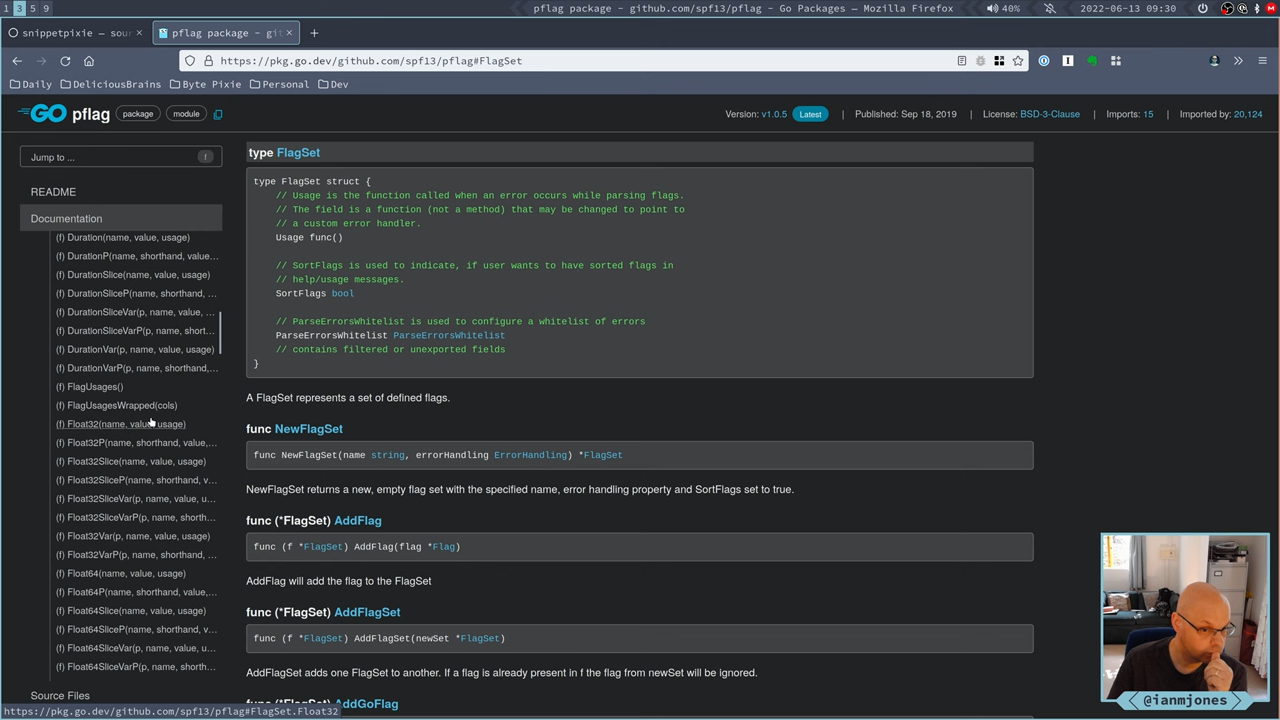 1 3 5 9
pflag package - github.com/spf13/pflag - Go Packages — Mozilla Firefox
40%
2022-06-13 09:30
snippetpixie — sour
pflag package - git
https://pkg.go.dev/github.com/spf13/pflag#FlagSet
Daily
DeliciousBrains
Byte Pixie
Personal
Dev
GO pflag
package
module
Version: v1.0.5
Latest
Published: Sep 18, 2019
License: BSD-3-Clause
Imports: 15
Imported by: 20,124
Jump to ...
f
README
Documentation
(f) Duration(name, value, usage)
(f) DurationP(name, shorthand, value…
(f) DurationSlice(name, value, usage)
(f) DurationSliceP(name, shorthand, …
(f) DurationSliceVar(p, name, value, …
(f) DurationSliceVarP(p, name, short…
(f) DurationVar(p, name, value, usage)
(f) DurationVarP(p, name, shorthand,…
(f) FlagUsages()
(f) FlagUsagesWrapped(cols)
(f) Float32(name, value, usage)
(f) Float32P(name, shorthand, value,…
(f) Float32Slice(name, value, usage)
(f) Float32SliceP(name, shorthand, v…
(f) Float32SliceVar(p, name, value, u…
(f) Float32SliceVarP(p, name, shorth…
(f) Float32Var(p, name, value, usage)
(f) Float32VarP(p, name, shorthand, …
(f) Float64(name, value, usage)
(f) Float64P(name, shorthand, value,…
(f) Float64Slice(name, value, usage)
(f) Float64SliceP(name, shorthand, v…
(f) Float64SliceVar(p, name, value, u…
(f) Float64SliceVarP(p, name, shorth…
Source Files
https://pkg.go.dev/github.com/spf13/pflag#FlagSet.Float32
type FlagSet
type FlagSet struct {
// Usage is the function called when an error occurs while parsing flags.
// The field is a function (not a method) that may be changed to point to
// a custom error handler.
Usage func()
// SortFlags is used to indicate, if user wants to have sorted flags in
// help/usage messages.
SortFlags bool
// ParseErrorsWhitelist is used to configure a whitelist of errors
ParseErrorsWhitelist ParseErrorsWhitelist
// contains filtered or unexported fields
}
A FlagSet represents a set of defined flags.
func NewFlagSet
func NewFlagSet(name string, errorHandling ErrorHandling) *FlagSet
NewFlagSet returns a new, empty flag set with the specified name, error handling property and SortFlags set to true.
func (*FlagSet) AddFlag
func (f *FlagSet) AddFlag(flag *Flag)
AddFlag will add the flag to the FlagSet
func (*FlagSet) AddFlagSet
func (f *FlagSet) AddFlagSet(newSet *FlagSet)
AddFlagSet adds one FlagSet to another. If a flag is already present in f the flag from newSet will be ignored.
func (*FlagSet) AddGoFlag
@ianmjones